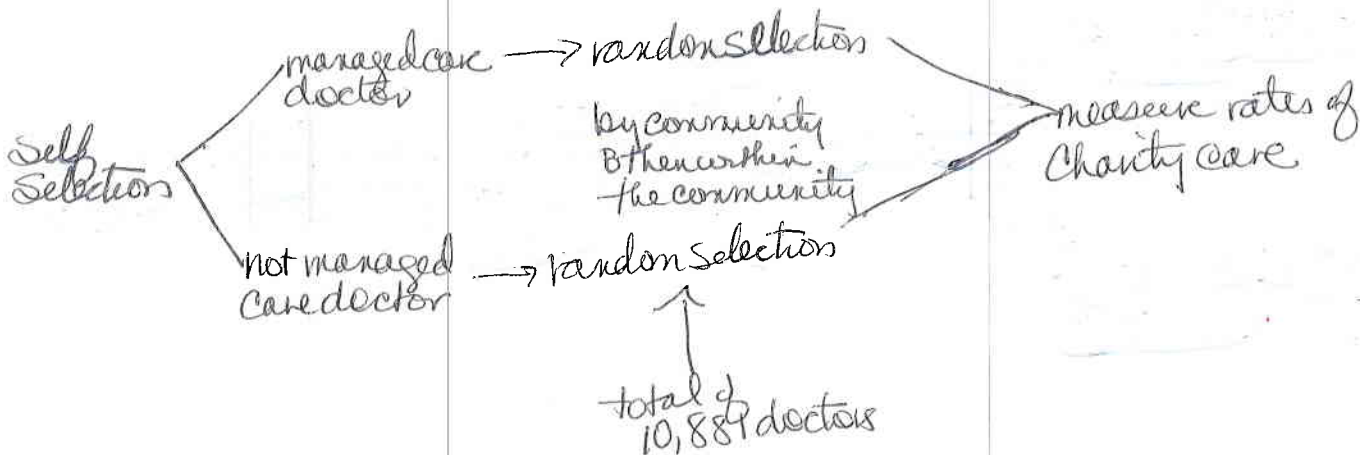 Self
Selection
managed care
doctor
→ random selection
by community
& then within
the community
measure rates of
Charity care
not managed
care doctor
→ random selection
total of
10,881 doctors